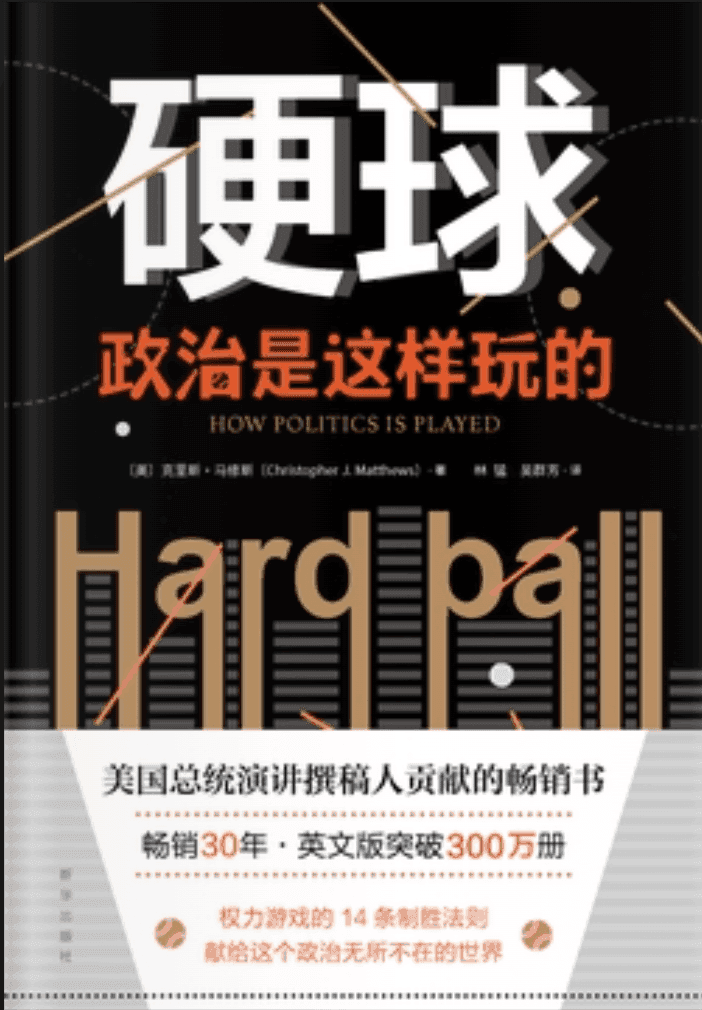 硬球
政治是这样玩的
HOW POLITICS IS PLAYED
〔美〕克里斯·马修斯（Christopher J. Matthews）·著 林 猛 吴群芳·译
Hardball
美国总统演讲撰稿人贡献的畅销书
畅销30年·英文版突破300万册
权力游戏的 14 条制胜法则
献给这个政治无所不在的世界
新华出版社